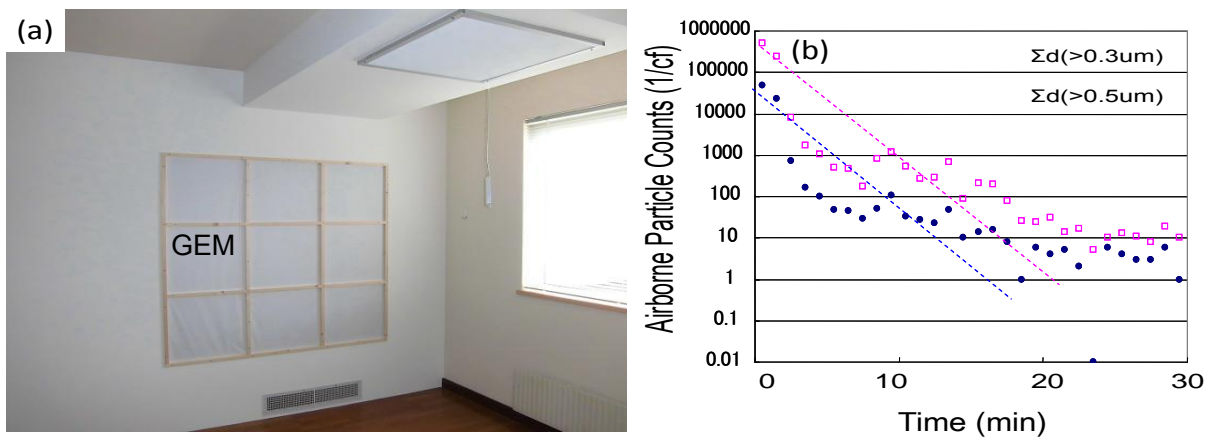 (a)
GEM
(b)
Σd(>0.3um)
Σd(>0.5um)
Airborne Particle Counts (1/cf)
1000000
100000
10000
1000
100
10
1
0.1
0.01
0
10
20
30
Time (min)